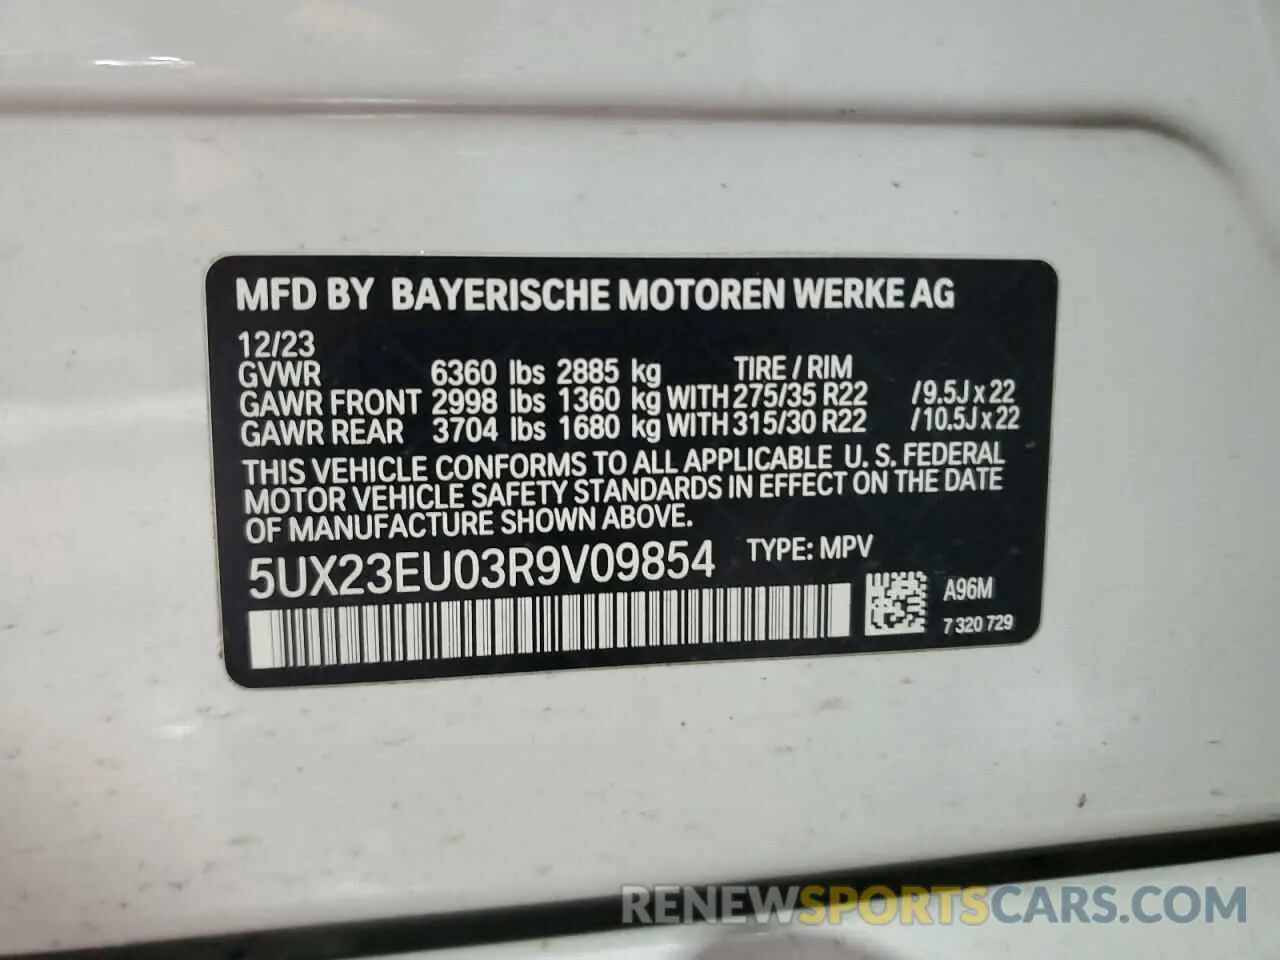 MFD BY BAYERISCHE MOTOREN WERKE AG
12/23
GVWR 6360 lbs 2885 kg TIRE / RIM
GAWR FRONT 2998 lbs 1360 kg WITH 275/35 R22 /9.5J x 22
GAWR REAR 3704 lbs 1680 kg WITH 315/30 R22 /10.5J x 22
THIS VEHICLE CONFORMS TO ALL APPLICABLE U. S. FEDERAL
MOTOR VEHICLE SAFETY STANDARDS IN EFFECT ON THE DATE
OF MANUFACTURE SHOWN ABOVE.
5UX23EU03R9V09854 TYPE: MPV
A96M
7 320 729
RENEWSPORTSCARS.COM